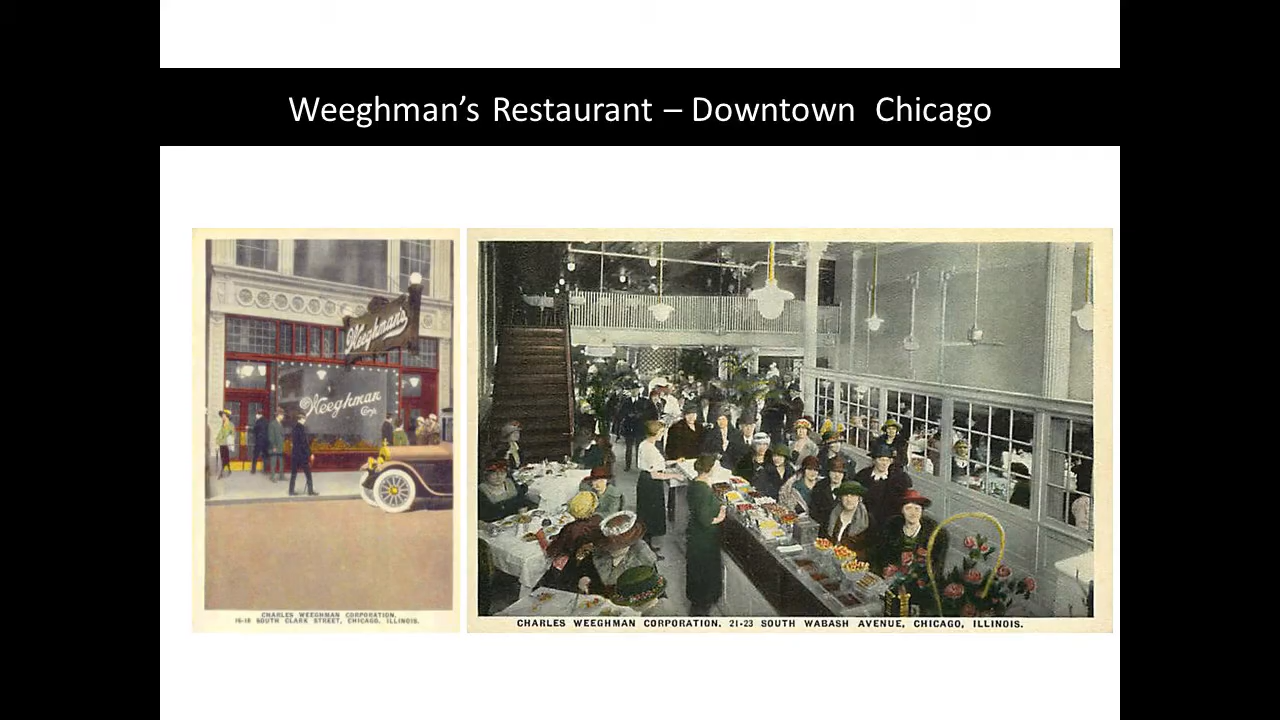 Weeghman's Restaurant – Downtown Chicago
Weeghman's
Weeghman
Corp.
CHARLES WEEGHMAN CORPORATION.
16-18 SOUTH CLARK STREET, CHICAGO, ILLINOIS.
CHARLES WEEGHMAN CORPORATION. 21-23 SOUTH WABASH AVENUE, CHICAGO, ILLINOIS.